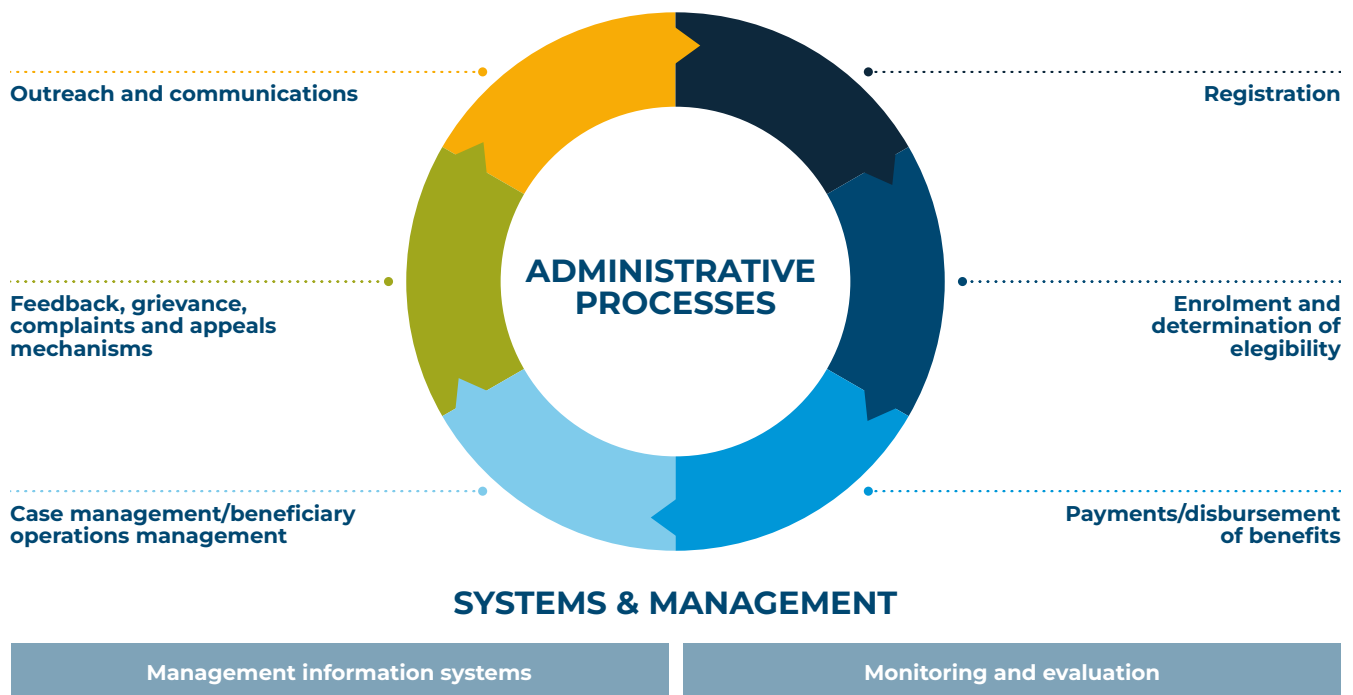 Outreach and communications
Registration
ADMINISTRATIVE
PROCESSES
Feedback, grievance,
complaints and appeals
mechanisms
Enrolment and
determination of
elegibility
Case management/beneficiary
operations management
Payments/disbursement
of benefits
SYSTEMS & MANAGEMENT
Management information systems
Monitoring and evaluation